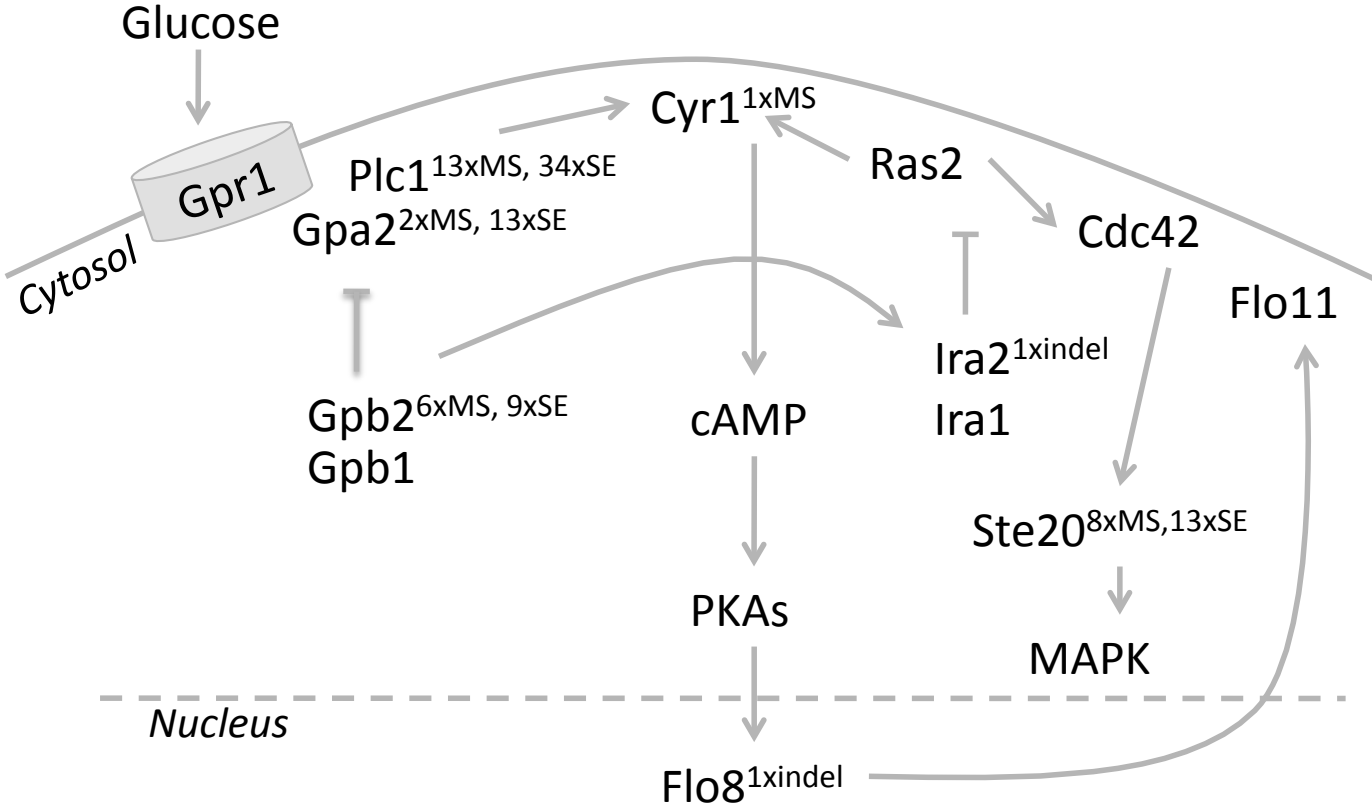 Glucose
Cyr1 1xMS
Gpr1
Plc1 13xMS, 34xSE
Ras2
Gpa2 2xMS, 13xSE
Cdc42
Cytosol
Flo11
Ira2 1xindel
Gpb2 6xMS, 9xSE
cAMP
Ira1
Gpb1
Ste20 8xMS,13xSE
PKAs
MAPK
Nucleus
Flo8 1xindel